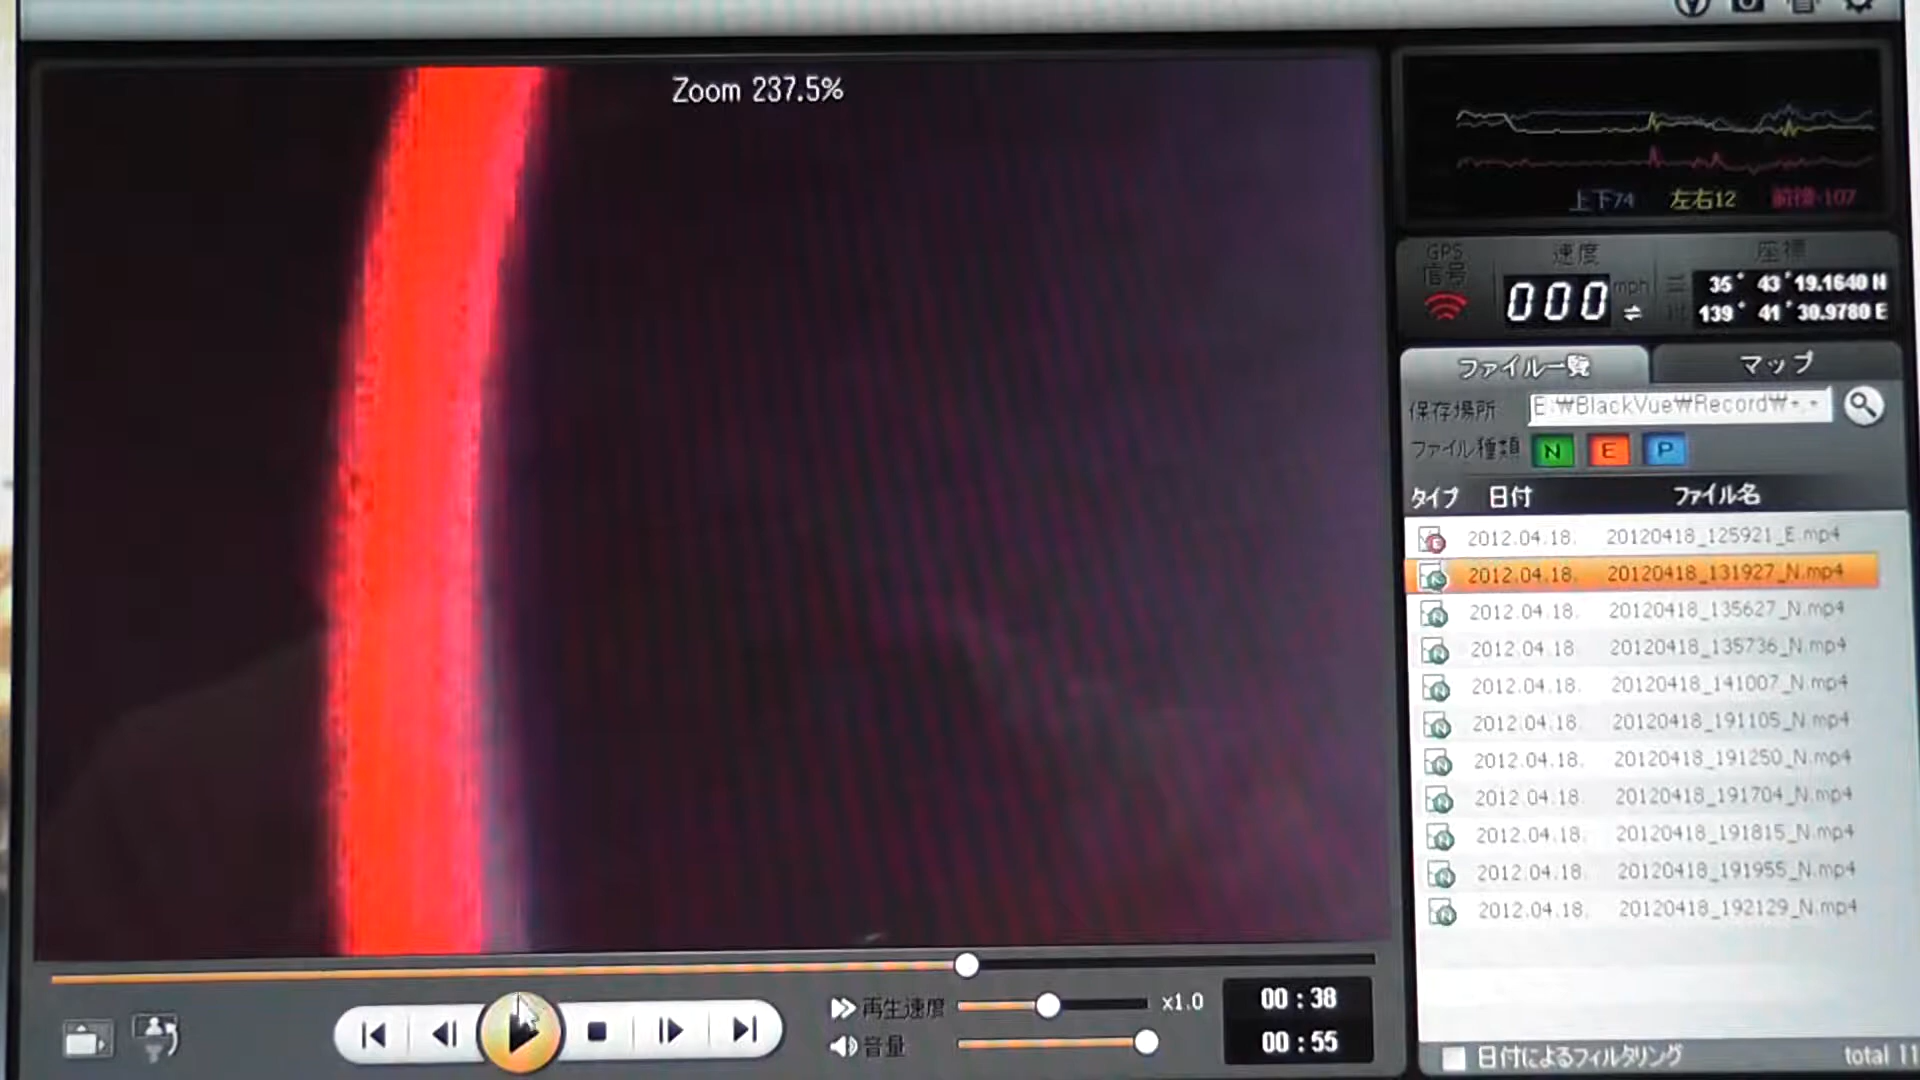 Zoom 237.5%
上下74 左右12 前後-107
GPS
信号
速度
座標
000 mph
35° 43'19.1640 N
139° 41'30.9780 E
ファイル一覧 マップ
保存場所 E:₩BlackVue₩Record₩*.*
ファイル種類 N E P
タイプ 日付 ファイル名
2012.04.18. 20120418_125921_E.mp4
2012.04.18. 20120418_131927_N.mp4
2012.04.18. 20120418_135627_N.mp4
2012.04.18. 20120418_135736_N.mp4
2012.04.18. 20120418_141007_N.mp4
2012.04.18. 20120418_191105_N.mp4
2012.04.18. 20120418_191250_N.mp4
2012.04.18. 20120418_191704_N.mp4
2012.04.18. 20120418_191815_N.mp4
2012.04.18. 20120418_191955_N.mp4
2012.04.18. 20120418_192129_N.mp4
日付によるフィルタリング total 11
再生速度 x1.0
音量
00 : 38
00 : 55